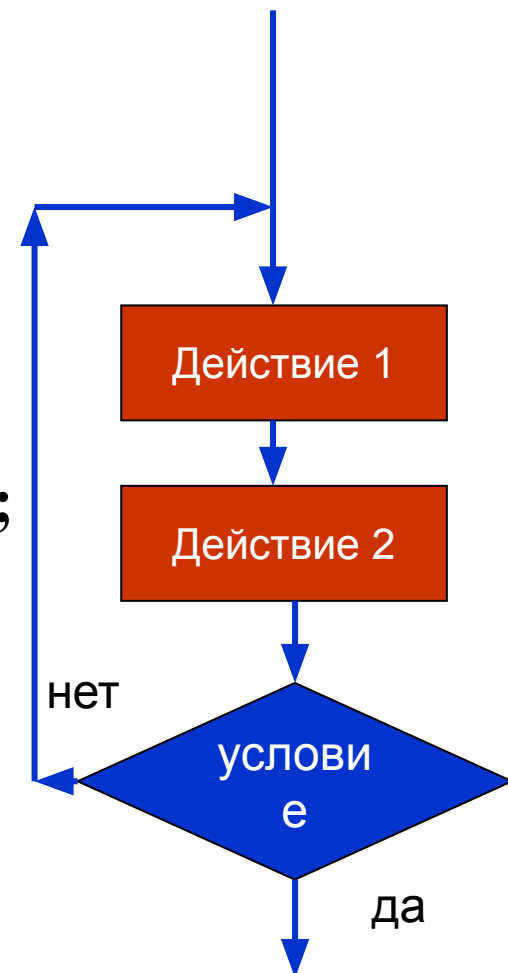 Действие 1
;
Действие 2
нет
услови
е
да